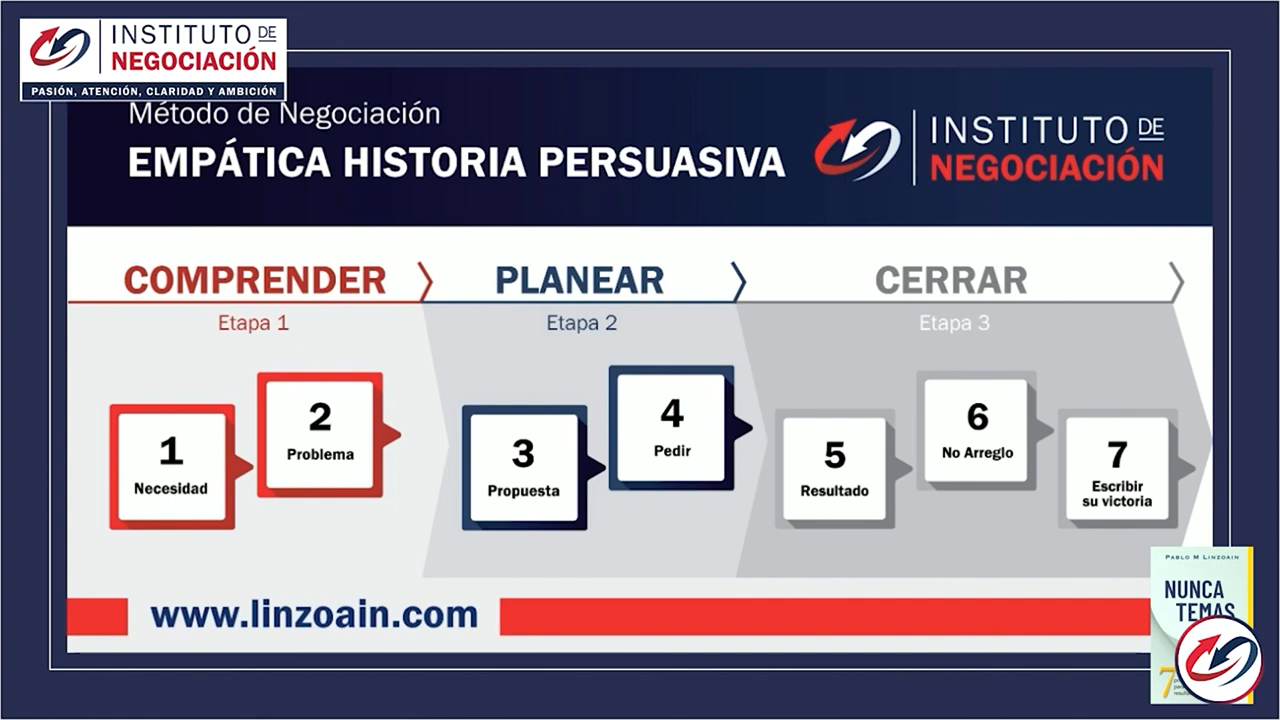 INSTITUTO DE
NEGOCIACIÓN
PASIÓN, ATENCIÓN, CLARIDAD Y AMBICIÓN
Método de Negociación
EMPÁTICA HISTORIA PERSUASIVA
INSTITUTO DE
NEGOCIACIÓN
COMPRENDER
PLANEAR
CERRAR
Etapa 1
Etapa 2
Etapa 3
1
Necesidad
2
Problema
3
Propuesta
4
Pedir
5
Resultado
6
No Arreglo
7
Escribir
su victoria
www.linzoain.com
PABLO M LINZOAIN
NUNCA
TEMAS
7